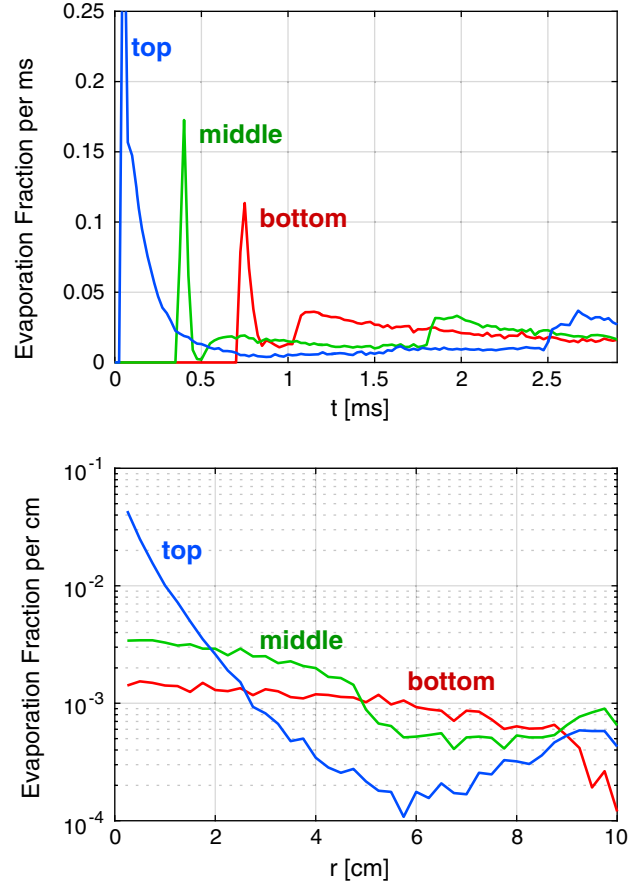 0.25
top
0.2
middle
0.15
bottom
0.1
0.05
0
0 0.5 1 1.5 2 2.5
t [ms]
Evaporation Fraction per ms
10^-1
top
10^-2
middle
bottom
10^-3
10^-4
0 2 4 6 8 10
r [cm]
Evaporation Fraction per cm